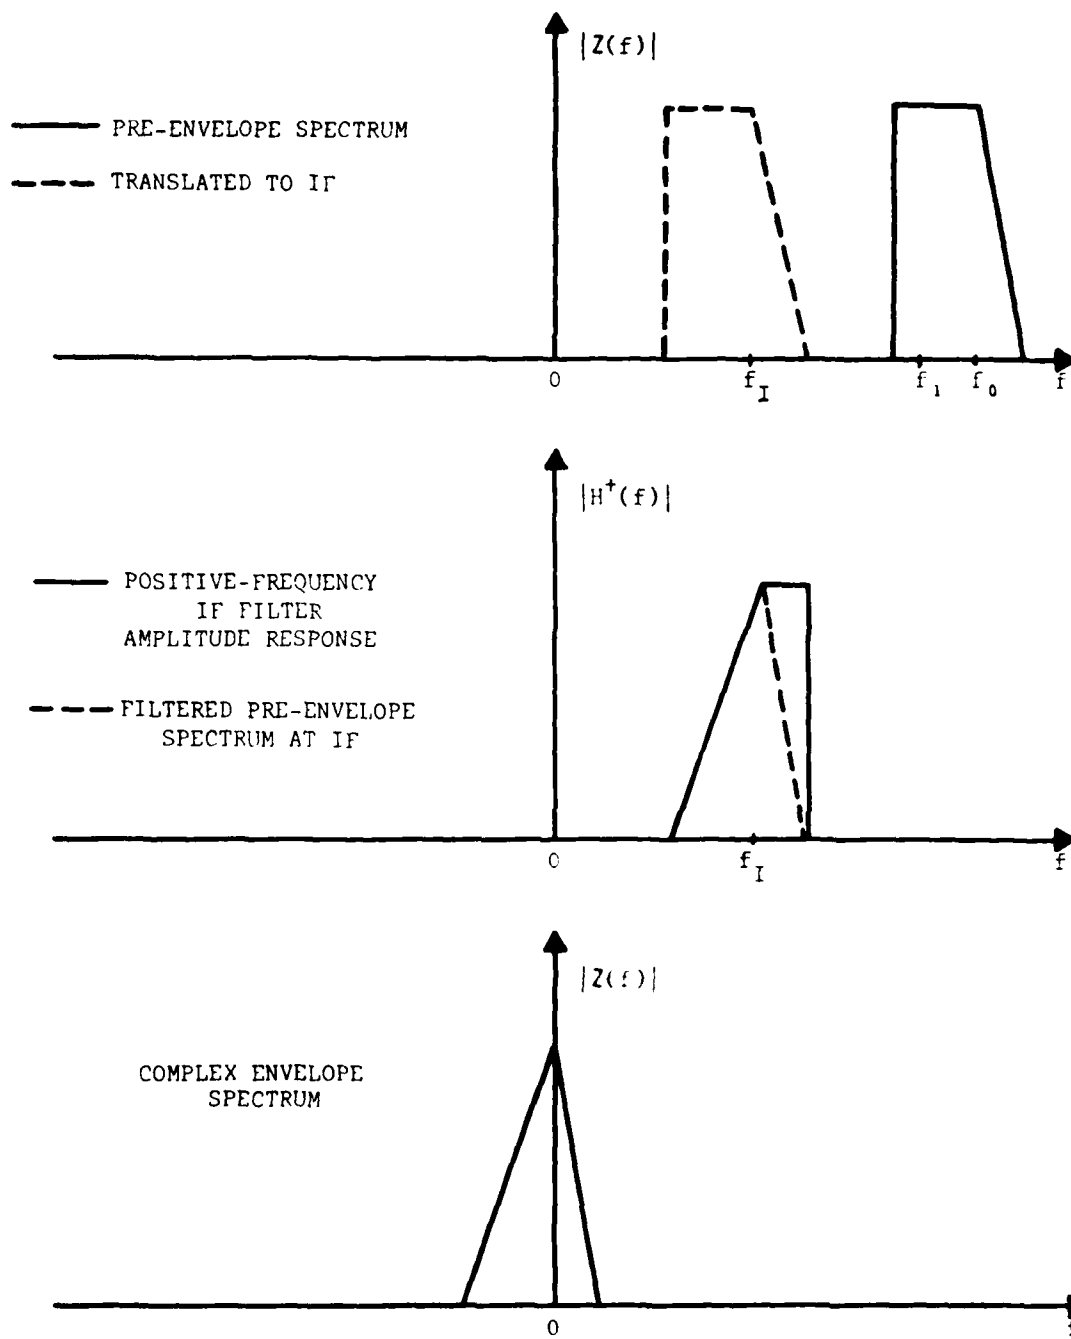 |Z(f)|
PRE-ENVELOPE SPECTRUM
TRANSLATED TO IF
0
f_I
f_1
f_0
f
|H^+(f)|
POSITIVE-FREQUENCY
IF FILTER
AMPLITUDE RESPONSE
FILTERED PRE-ENVELOPE
SPECTRUM AT IF
0
f_I
f
|Z(f)|
COMPLEX ENVELOPE
SPECTRUM
0
f